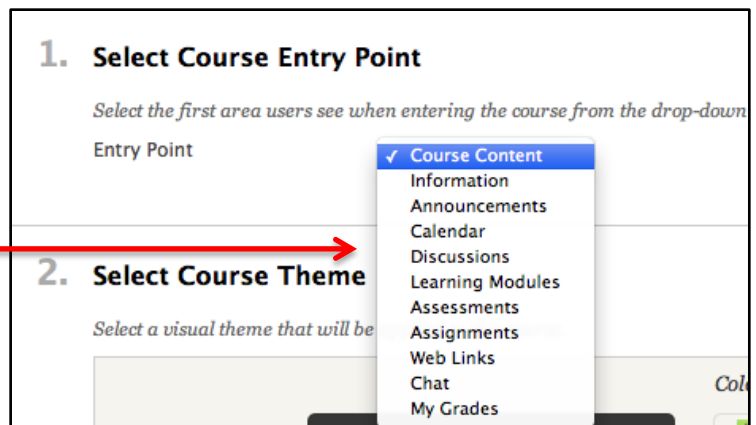 1. Select Course Entry Point
Select the first area users see when entering the course from the drop-down
Entry Point
✓ Course Content
Information
Announcements
Calendar
Discussions
Learning Modules
Assessments
Assignments
Web Links
Chat
My Grades
2. Select Course Theme
Select a visual theme that will be